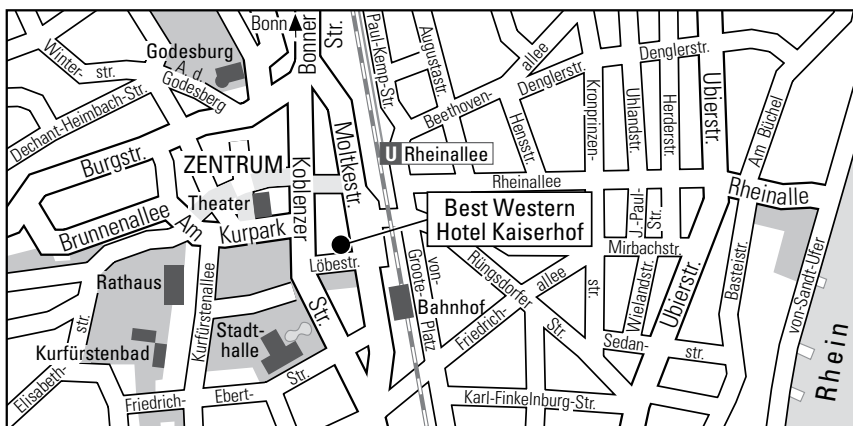 Bonn
Bonner
Str.
Godesburg
A. d.
Godesberg
Winter-
str.
Dechant-Heimbach-Str.
Burgstr.
ZENTRUM
Brunnenallee
Theater
Am
Kurpark
Koblenzer
Str.
Moltkestr.
Löbestr.
Paul-Kemp-Str.
Augustastr.
Beethoven-
allee
Denglerstr.
Denglerstr.
Hensstr.
Kronprinzen-
str.
Uhlandstr.
Herderstr.
Ubierstr.
Am Büchel
U Rheinallee
Rheinallee
Rheinalle
Best Western
Hotel Kaiserhof
J.-Paul-
Str.
Mirbachstr.
Wielandstr.
Ubierstr.
Basteistr.
von-Sandt-Ufer
Rhein
Rathaus
Kurfürstenallee
Stadt-
halle
Kurfürstenbad
Elisabeth-
str.
Friedrich-
Ebert-
Str.
Bahnhof
von-
Groote-
Platz
Rüngsdorfer
Str.
Friedrich-
allee
Sedan-
str.
Karl-Finkelnburg-Str.